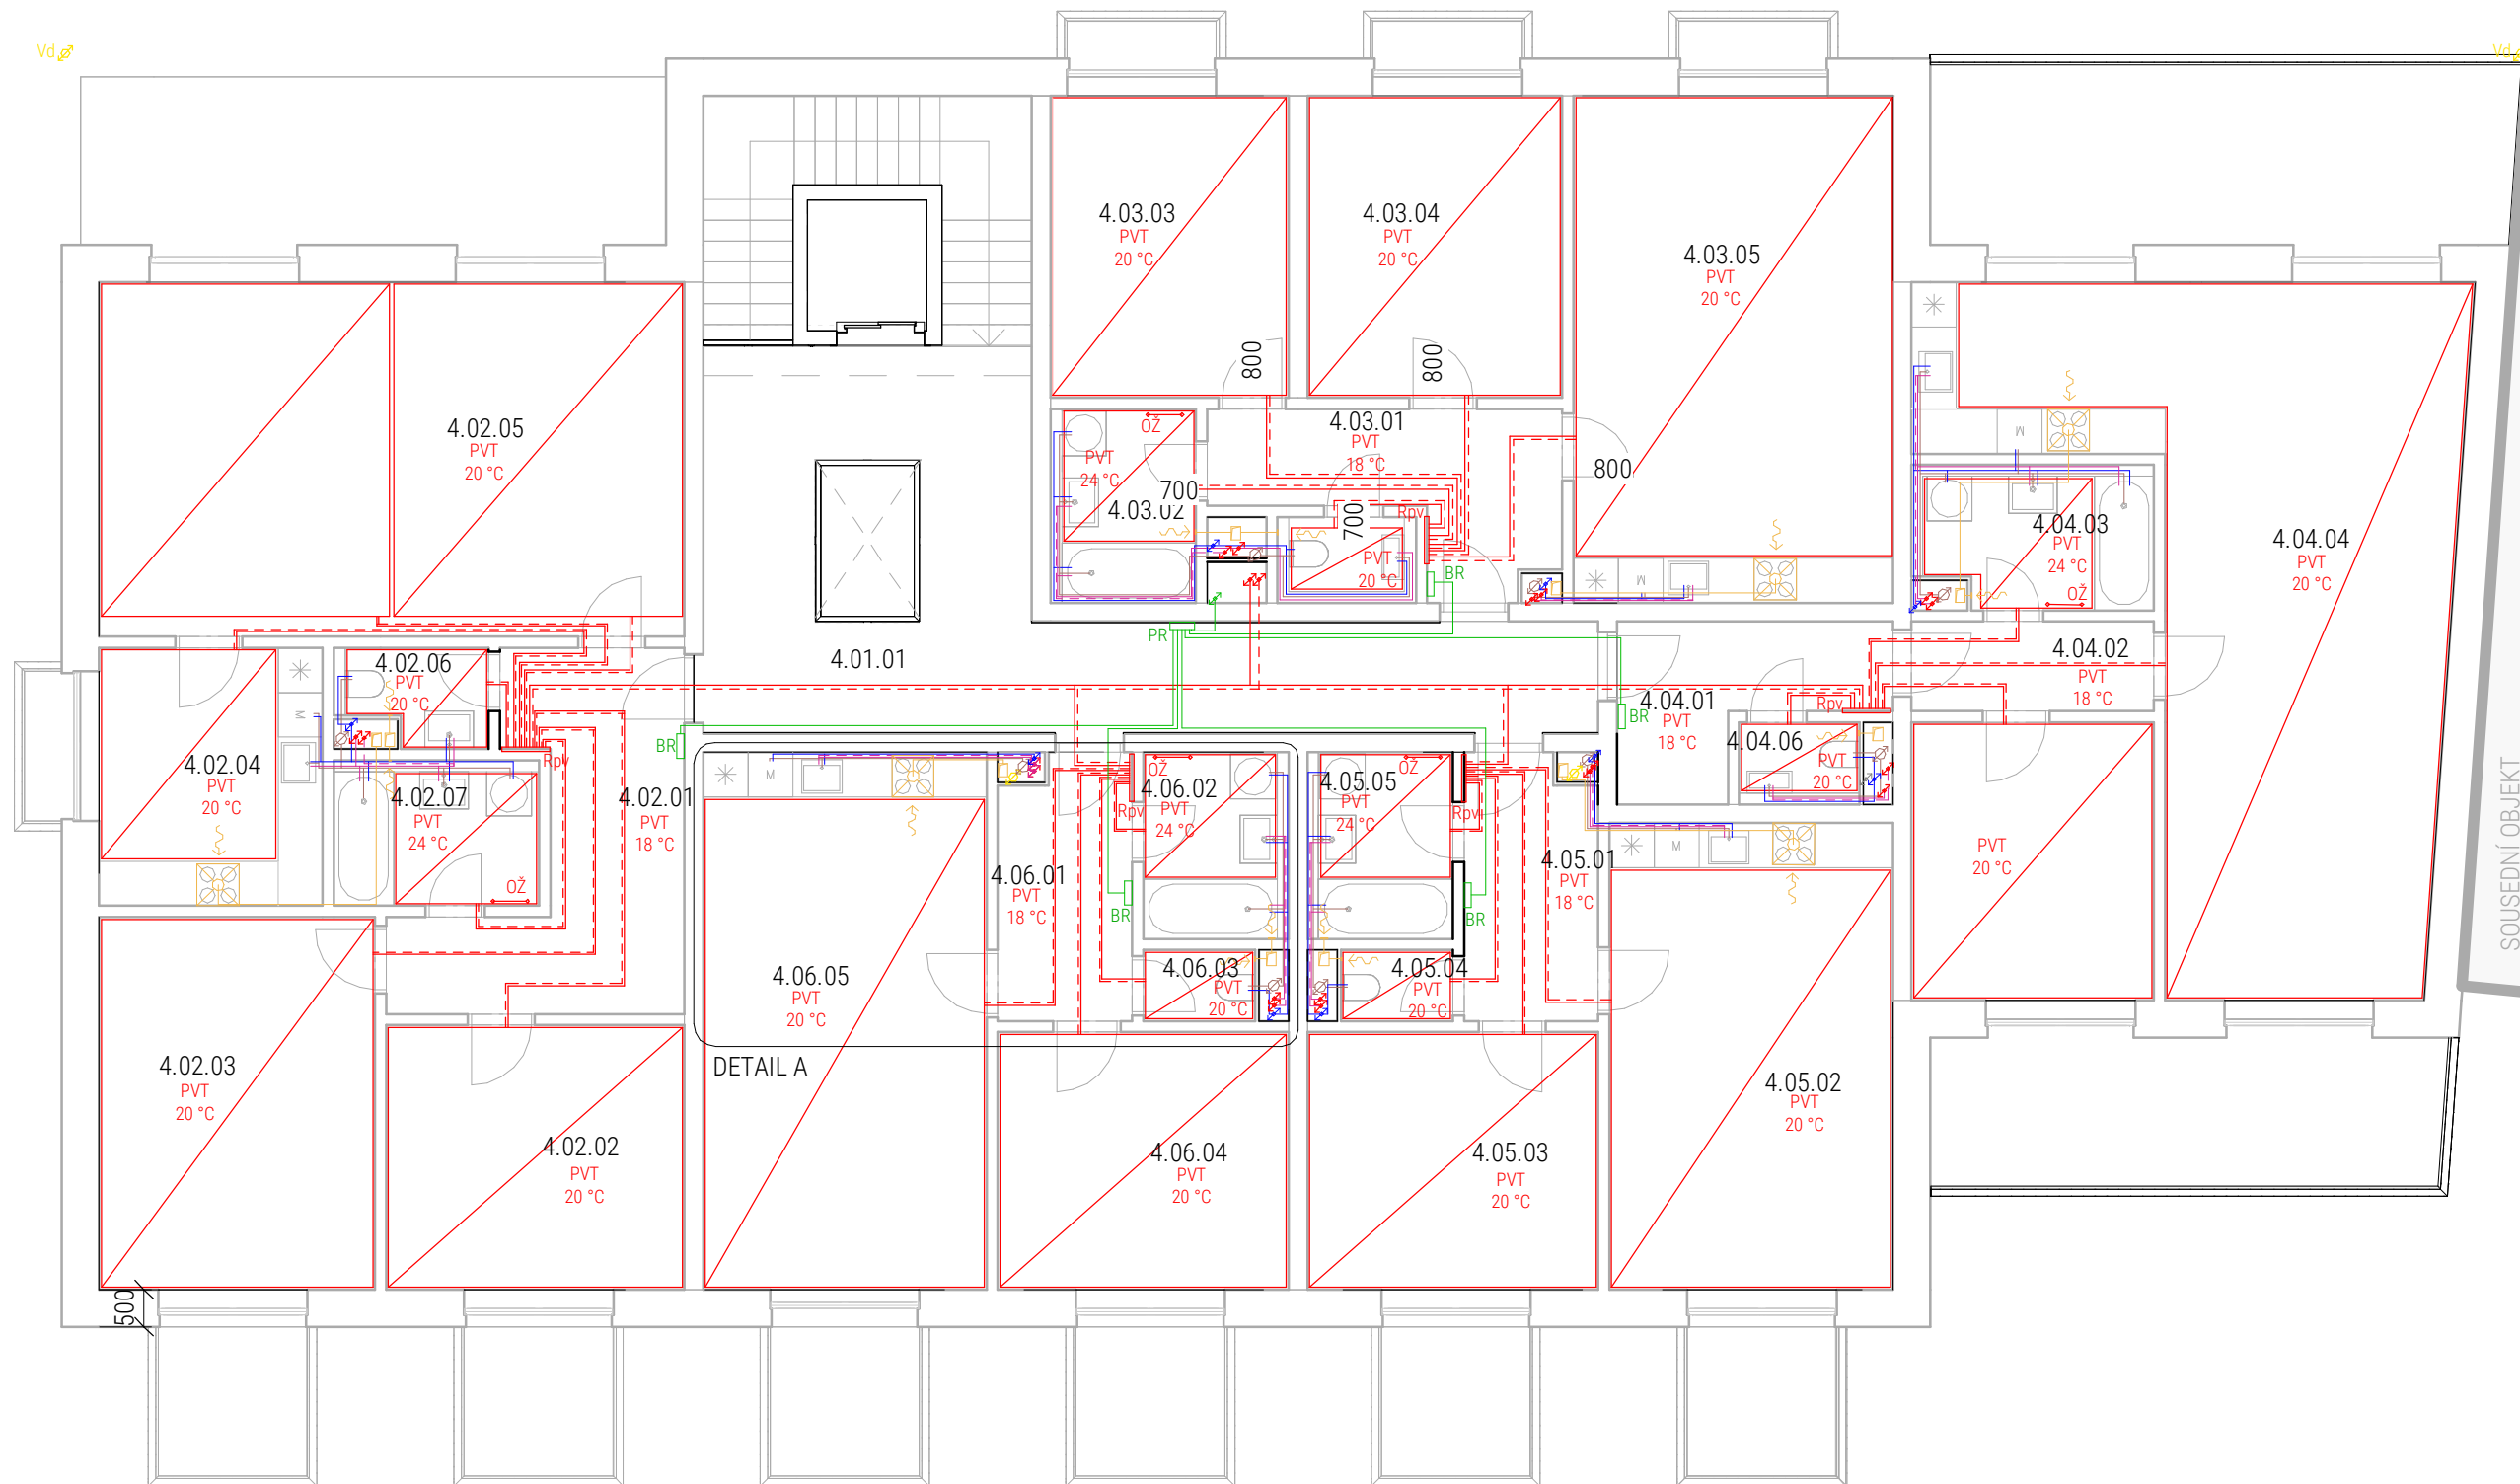 Vd
Vd
4.03.03
PVT
20 °C
4.03.04
PVT
20 °C
4.03.05
PVT
20 °C
800
800
800
4.02.05
PVT
20 °C
4.03.01
PVT
18 °C
OŽ
PVT
24 °C
700
4.03.02
700
Rpv
PVT
20 °C
BR
M
M
4.04.03
PVT
24 °C
OŽ
4.04.04
PVT
20 °C
PR
4.01.01
4.02.06
PVT
20 °C
4.04.02
PVT
18 °C
4.04.01
PVT
18 °C
Rpv
BR
4.04.06
PVT
20 °C
M
4.02.04
PVT
20 °C
Rpv
BR
4.02.07
PVT
24 °C
OŽ
4.02.01
PVT
18 °C
M
OŽ
4.06.02
PVT
24 °C
Rpv
OŽ
4.05.05
PVT
24 °C
Rpv
4.06.01
PVT
18 °C
BR
4.05.01
PVT
18 °C
BR
M
PVT
20 °C
SOUSEDNÍ OBJEKT
4.06.05
PVT
20 °C
4.06.03
PVT
20 °C
4.05.04
PVT
20 °C
DETAIL A
4.02.03
PVT
20 °C
4.02.02
PVT
20 °C
4.06.04
PVT
20 °C
4.05.03
PVT
20 °C
4.05.02
PVT
20 °C
500